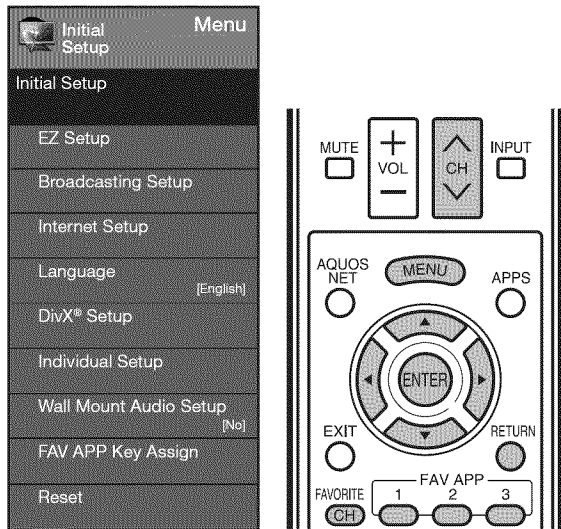 Initial
Setup
Menu
Initial Setup
EZ Setup
Broadcasting Setup
Internet Setup
Language
[English]
DivX® Setup
Individual Setup
Wall Mount Audio Setup
[No]
FAV APP Key Assign
Reset
MUTE
+
VOL
−
CH
INPUT
AQUOS
NET
MENU
APPS
ENTER
EXIT
RETURN
FAV APP
FAVORITE
CH
1
2
3